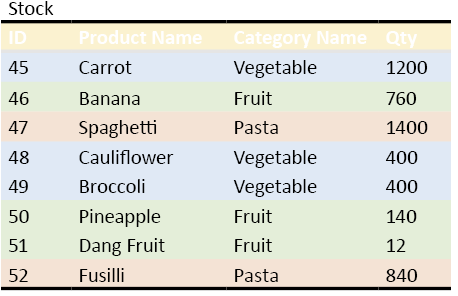 Stock
ID Product Name Category Name Qty
45 Carrot Vegetable 1200
46 Banana Fruit 760
47 Spaghetti Pasta 1400
48 Cauliflower Vegetable 400
49 Broccoli Vegetable 400
50 Pineapple Fruit 140
51 Dang Fruit Fruit 12
52 Fusilli Pasta 840